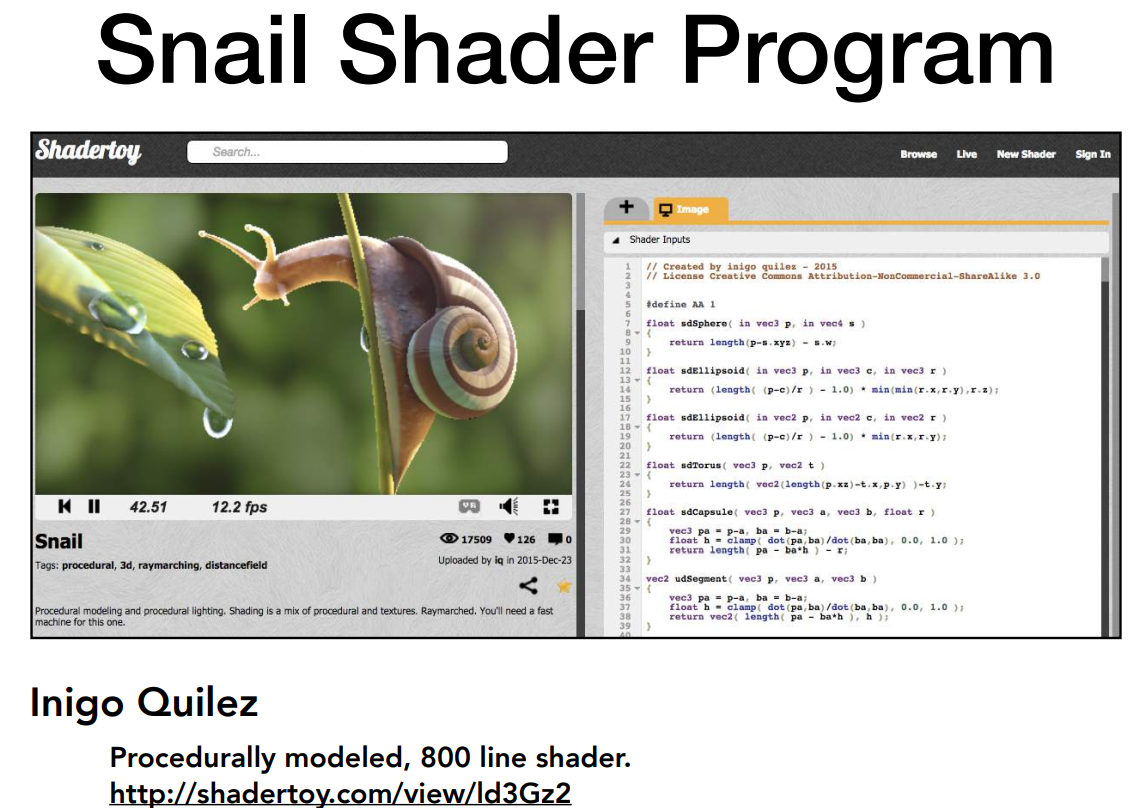 Snail Shader Program
Shadertoy
Search...
Browse Live New Shader Sign In
+ Image
Shader Inputs
1 // Created by inigo quilez - 2015
2 // License Creative Commons Attribution-NonCommercial-ShareAlike 3.0
3
4
5 #define AA 1
6
7 float sdSphere( in vec3 p, in vec4 s )
8 {
9 return length(p-s.xyz) - s.w;
10 }
11
12 float sdEllipsoid( in vec3 p, in vec3 c, in vec3 r )
13 {
14 return (length( (p-c)/r ) - 1.0) * min(min(r.x,r.y),r.z);
15 }
16
17 float sdEllipsoid( in vec2 p, in vec2 c, in vec2 r )
18 {
19 return (length( (p-c)/r ) - 1.0) * min(r.x,r.y);
20 }
21
22 float sdTorus( vec3 p, vec2 t )
23 {
24 return length( vec2(length(p.xz)-t.x,p.y) )-t.y;
25 }
26
27 float sdCapsule( vec3 p, vec3 a, vec3 b, float r )
28 {
29 vec3 pa = p-a, ba = b-a;
30 float h = clamp( dot(pa,ba)/dot(ba,ba), 0.0, 1.0 );
31 return length( pa - ba*h ) - r;
32 }
33
34 vec2 udSegment( vec3 p, vec3 a, vec3 b )
35 {
36 vec3 pa = p-a, ba = b-a;
37 float h = clamp( dot(pa,ba)/dot(ba,ba), 0.0, 1.0 );
38 return vec2( length( pa - ba*h ), h );
39 }
40
42.51 12.2 fps VR
Snail 17509 126 0
Uploaded by iq in 2015-Dec-23
Tags: procedural, 3d, raymarching, distancefield
Procedural modeling and procedural lighting. Shading is a mix of procedural and textures. Raymarched. You'll need a fast
machine for this one.
Inigo Quilez
Procedurally modeled, 800 line shader.
http://shadertoy.com/view/ld3Gz2